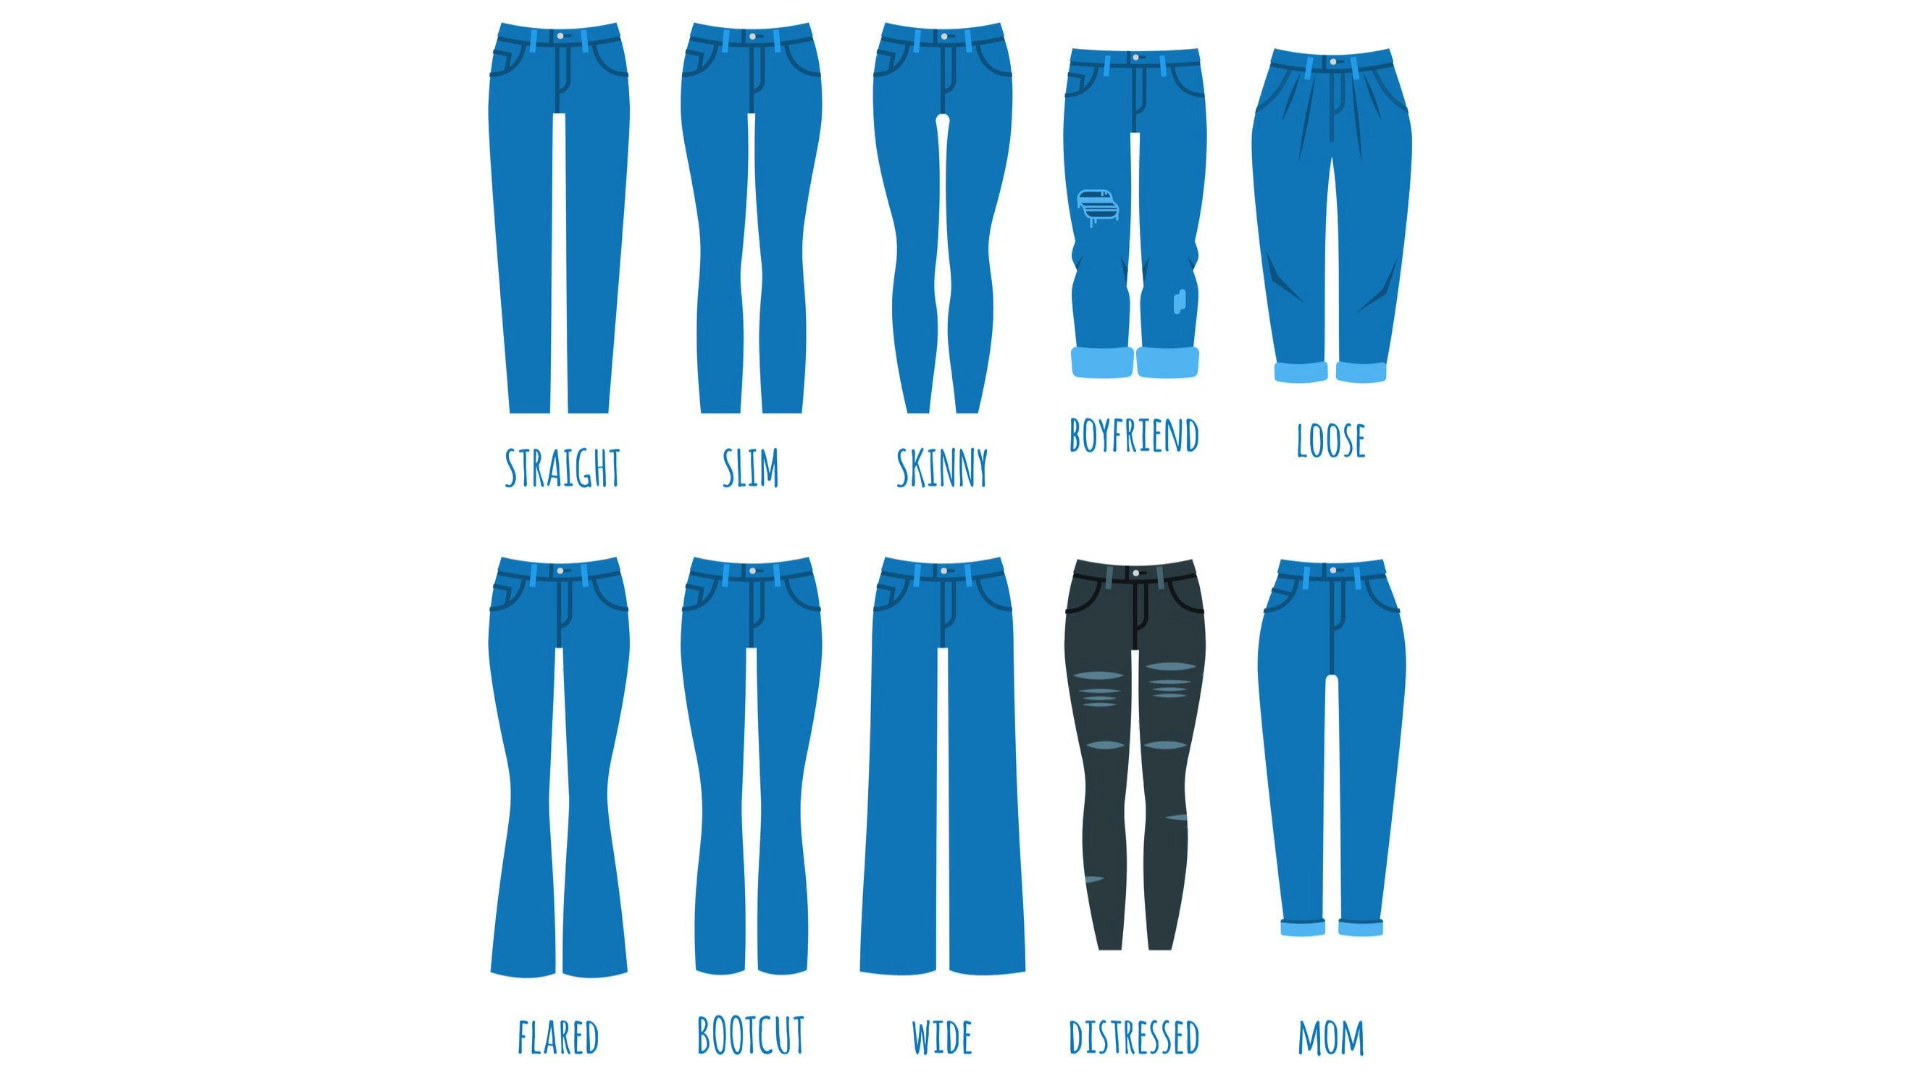 STRAIGHT
SLIM
SKINNY
BOYFRIEND
LOOSE
FLARED
BOOTCUT
WIDE
DISTRESSED
MOM